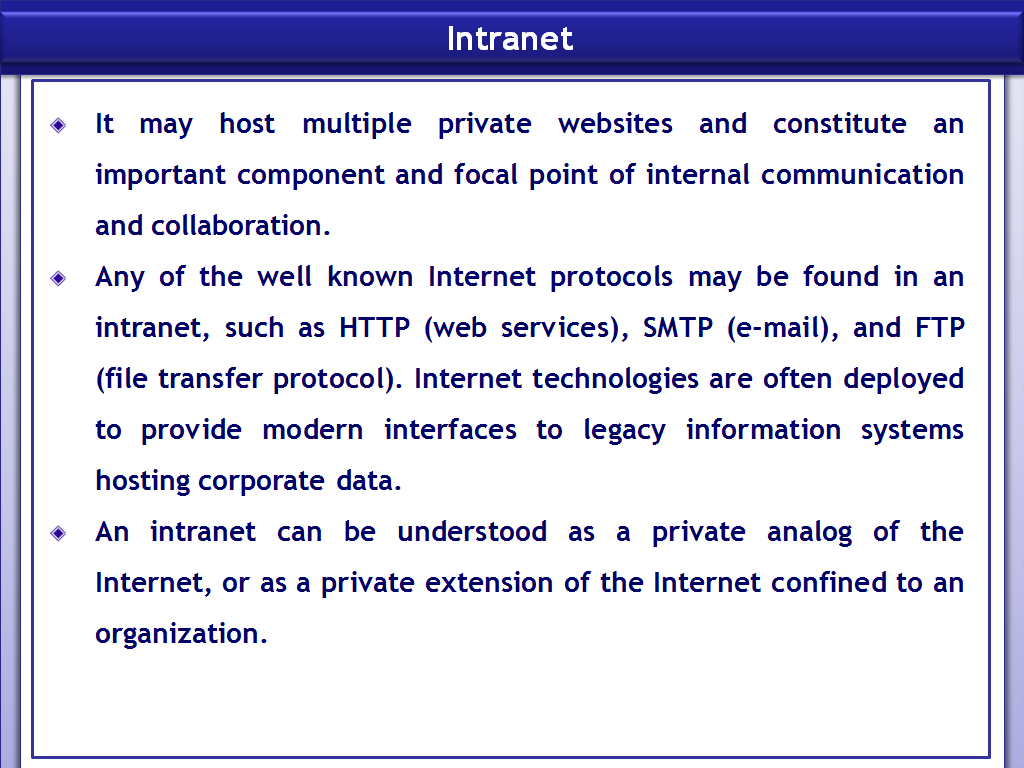 Intranet
It may host multiple private websites and constitute an
important component and focal point of internal communication
and collaboration.
Any of the well known Internet protocols may be found in an
intranet, such as HTTP (web services), SMTP (e-mail), and FTP
(file transfer protocol). Internet technologies are often deployed
to provide modern interfaces to legacy information systems
hosting corporate data.
An intranet can be understood as a private analog of the
Internet, or as a private extension of the Internet confined to an
organization.